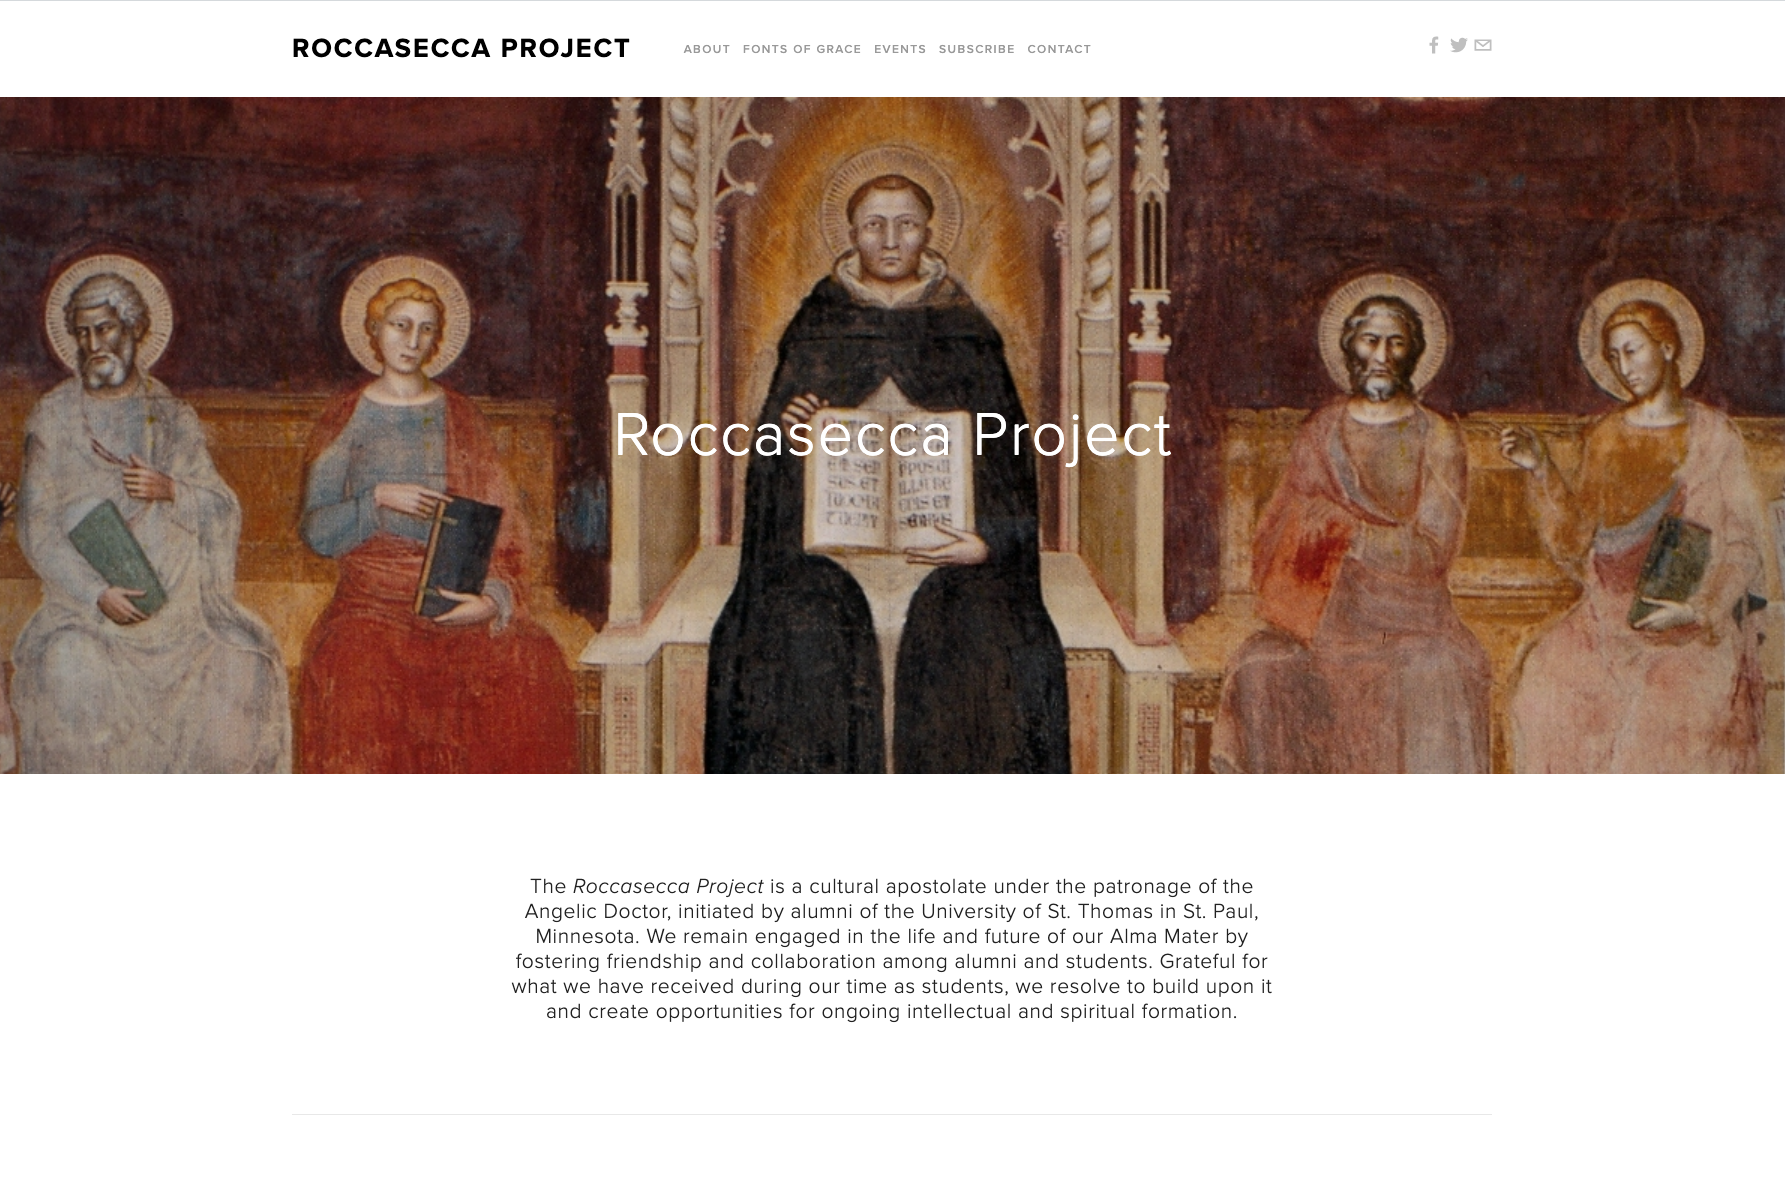 ROCCASECCA PROJECT
ABOUT FONTS OF GRACE EVENTS SUBSCRIBE CONTACT
Roccasecca Project
ET SEN
The Roccasecca Project is a cultural apostolate under the patronage of the
Angelic Doctor, initiated by alumni of the University of St. Thomas in St. Paul,
Minnesota. We remain engaged in the life and future of our Alma Mater by
fostering friendship and collaboration among alumni and students. Grateful for
what we have received during our time as students, we resolve to build upon it
and create opportunities for ongoing intellectual and spiritual formation.